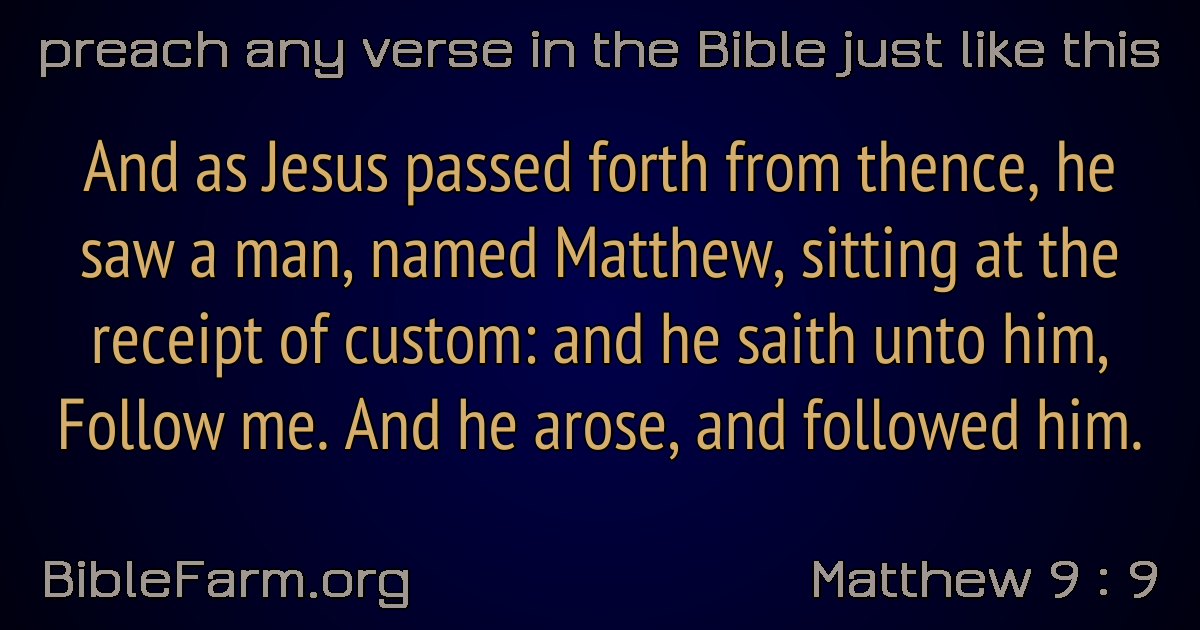 preach any verse in the Bible just like this
And as Jesus passed forth from thence, he
saw a man, named Matthew, sitting at the
receipt of custom: and he saith unto him,
Follow me. And he arose, and followed him.
BibleFarm.org
Matthew 9 : 9